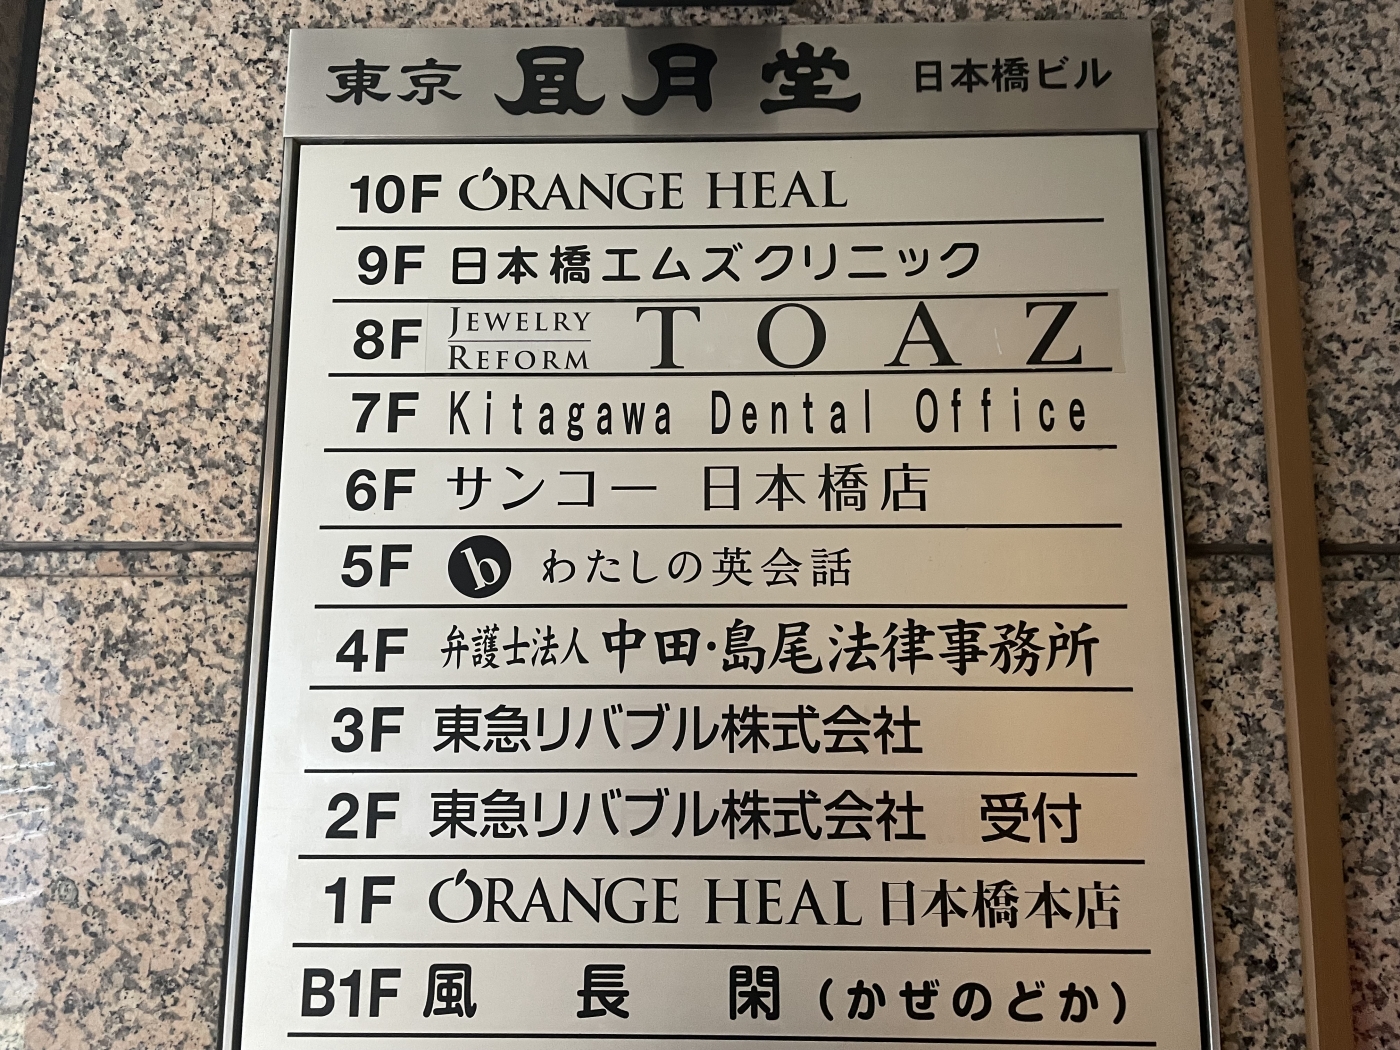 東京 凮月堂 日本橋ビル
10F ORANGE HEAL
9F 日本橋エムズクリニック
8F JEWELRY REFORM TOAZ
7F Kitagawa Dental Office
6F サンコー 日本橋店
5F b わたしの英会話
4F 弁護士法人 中田・島尾法律事務所
3F 東急リバブル株式会社
2F 東急リバブル株式会社 受付
1F ORANGE HEAL 日本橋本店
B1F 風 長 閑 (かぜのどか)